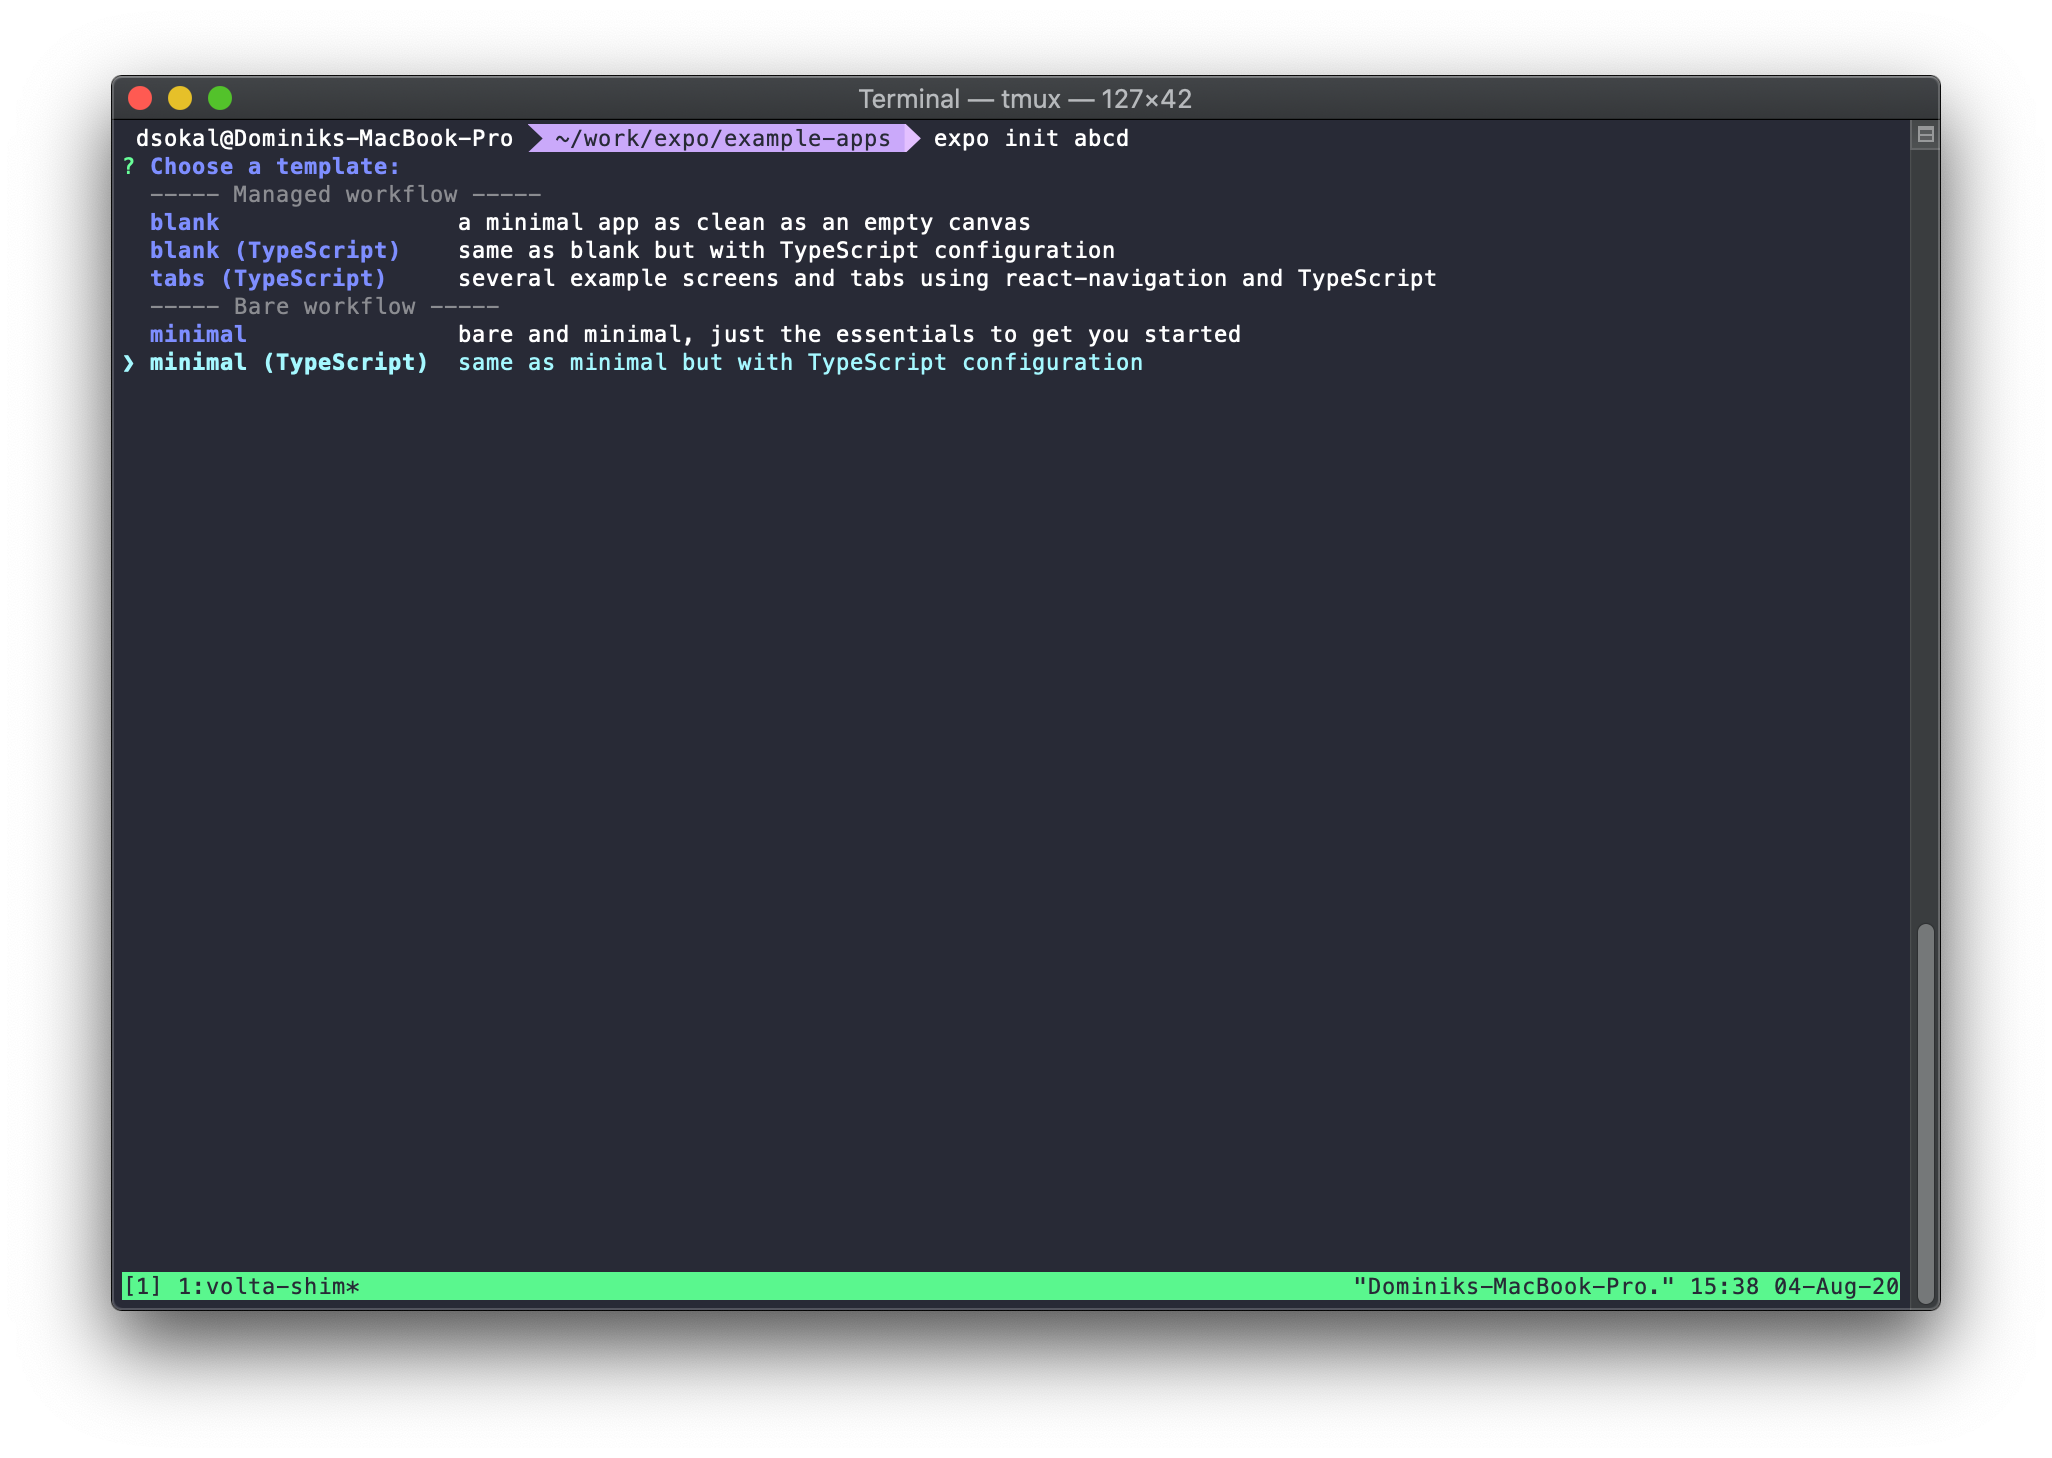 Terminal — tmux — 127×42
dsokal@Dominiks-MacBook-Pro ~/work/expo/example-apps expo init abcd
? Choose a template:
----- Managed workflow -----
blank a minimal app as clean as an empty canvas
blank (TypeScript) same as blank but with TypeScript configuration
tabs (TypeScript) several example screens and tabs using react-navigation and TypeScript
----- Bare workflow -----
minimal bare and minimal, just the essentials to get you started
❯ minimal (TypeScript) same as minimal but with TypeScript configuration
[1] 1:volta-shim* "Dominiks-MacBook-Pro." 15:38 04-Aug-20